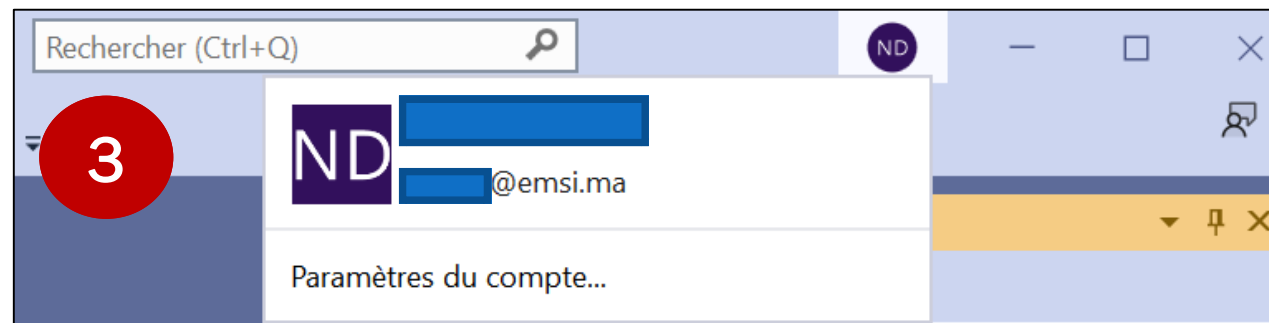 Rechercher (Ctrl+Q)
ND
3
ND
@emsi.ma
Paramètres du compte...